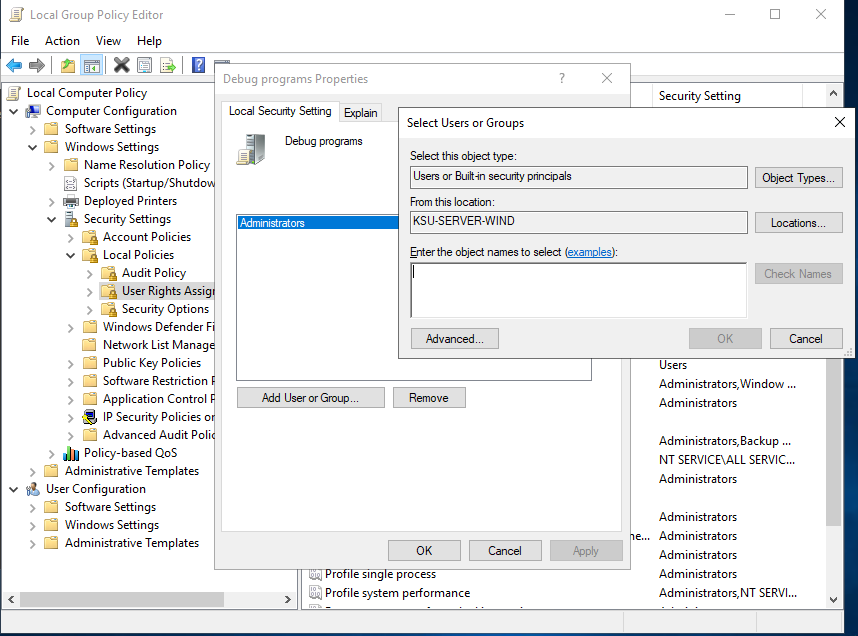 Local Group Policy Editor
File Action View Help
Local Computer Policy
Computer Configuration
Software Settings
Windows Settings
Name Resolution Policy
Scripts (Startup/Shutdow
Deployed Printers
Security Settings
Account Policies
Local Policies
Audit Policy
User Rights Assig
Security Options
Windows Defender Fi
Network List Manage
Public Key Policies
Software Restriction P
Application Control P
IP Security Policies on
Advanced Audit Polic
Policy-based QoS
Administrative Templates
User Configuration
Software Settings
Windows Settings
Administrative Templates
Debug programs Properties
Local Security Setting Explain
Debug programs
Administrators
Add User or Group... Remove
OK Cancel Apply
Select Users or Groups
Select this object type:
Users or Built-in security principals Object Types...
From this location:
KSU-SERVER-WIND Locations...
Enter the object names to select (examples):
Check Names
Advanced... OK Cancel
Security Setting
Users
Administrators,Window ...
Administrators
Administrators,Backup ...
NT SERVICE\ALL SERVIC...
Administrators
Administrators
ne... Administrators
Administrators
Profile single process Administrators
Profile system performance Administrators,NT SERVI...